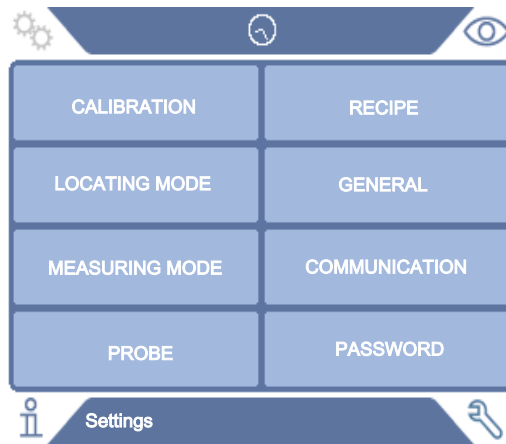 CALIBRATION
RECIPE
LOCATING MODE
GENERAL
MEASURING MODE
COMMUNICATION
PROBE
PASSWORD
Settings